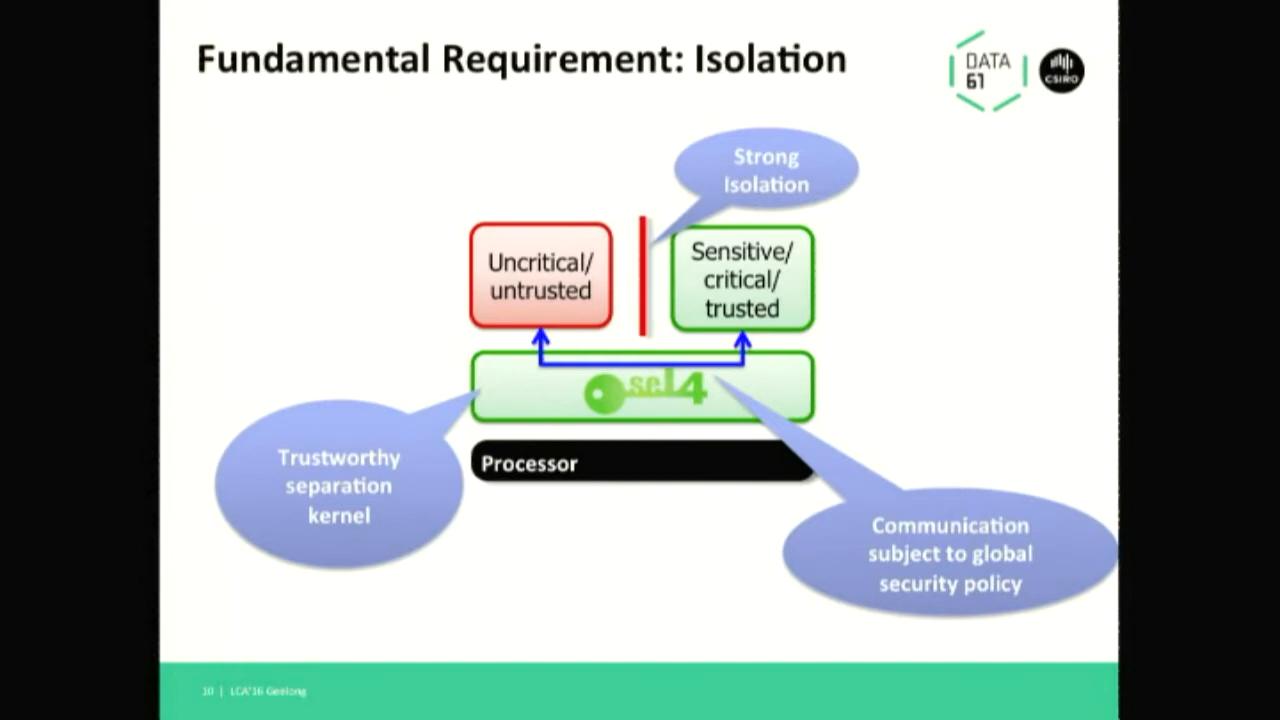 Fundamental Requirement: Isolation
DATA
61
CSIRO
Strong
Isolation
Uncritical/
untrusted
Sensitive/
critical/
trusted
seL4
Trustworthy
separation
kernel
Processor
Communication
subject to global
security policy
10 | LCA'16 Geelong